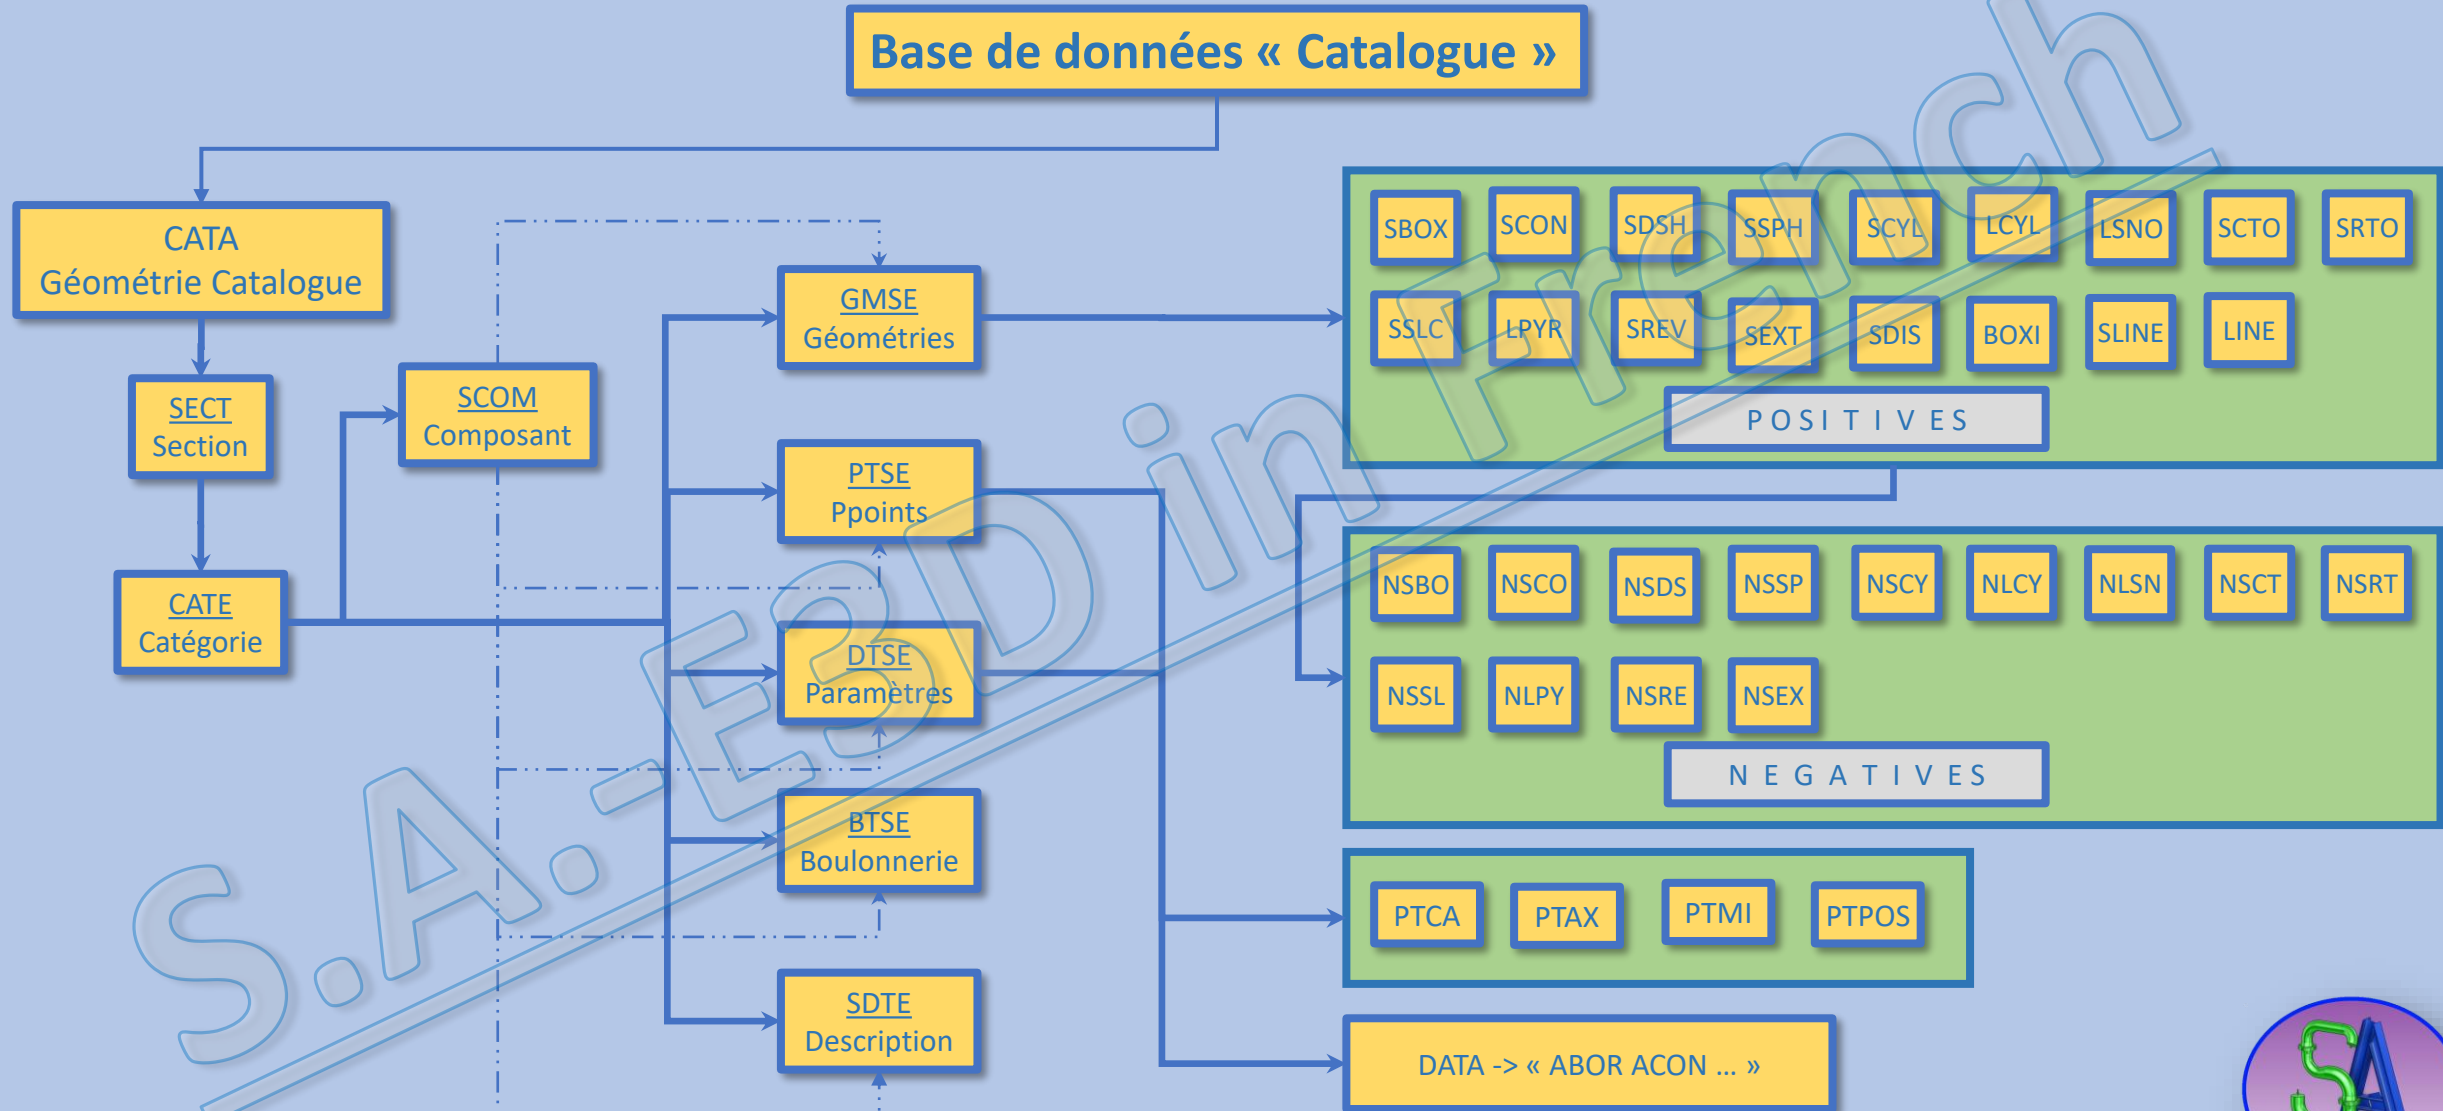 Base de données « Catalogue »
CATA
Géométrie Catalogue
SECT
Section
CATE
Catégorie
SCOM
Composant
GMSE
Géométries
PTSE
Ppoints
DTSE
Paramètres
BTSE
Boulonnerie
SDTE
Description
SBOX SCON SDSH SSPH SCYL LCYL LSNO SCTO SRTO
SSLC LPYR SREV SEXT SDIS BOXI SLINE LINE
POSITIVES
NSBO NSCO NSDS NSSP NSCY NLCY NLSN NSCT NSRT
NSSL NLPY NSRE NSEX
NEGATIVES
PTCA PTAX PTMI PTPOS
DATA -> « ABOR ACON ... »
S.A.-E3D in French
SA